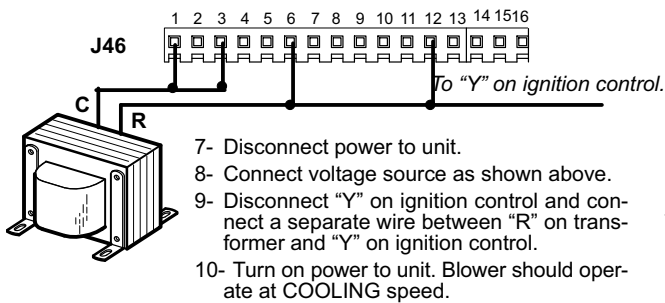 1 2 3 4 5 6 7 8 9 10 11 12 13 14 15 16
J46
To “Y” on ignition control.
C
R
7- Disconnect power to unit.
8- Connect voltage source as shown above.
9- Disconnect “Y” on ignition control and con-
nect a separate wire between “R” on trans-
former and “Y” on ignition control.
10- Turn on power to unit. Blower should oper-
ate at COOLING speed.